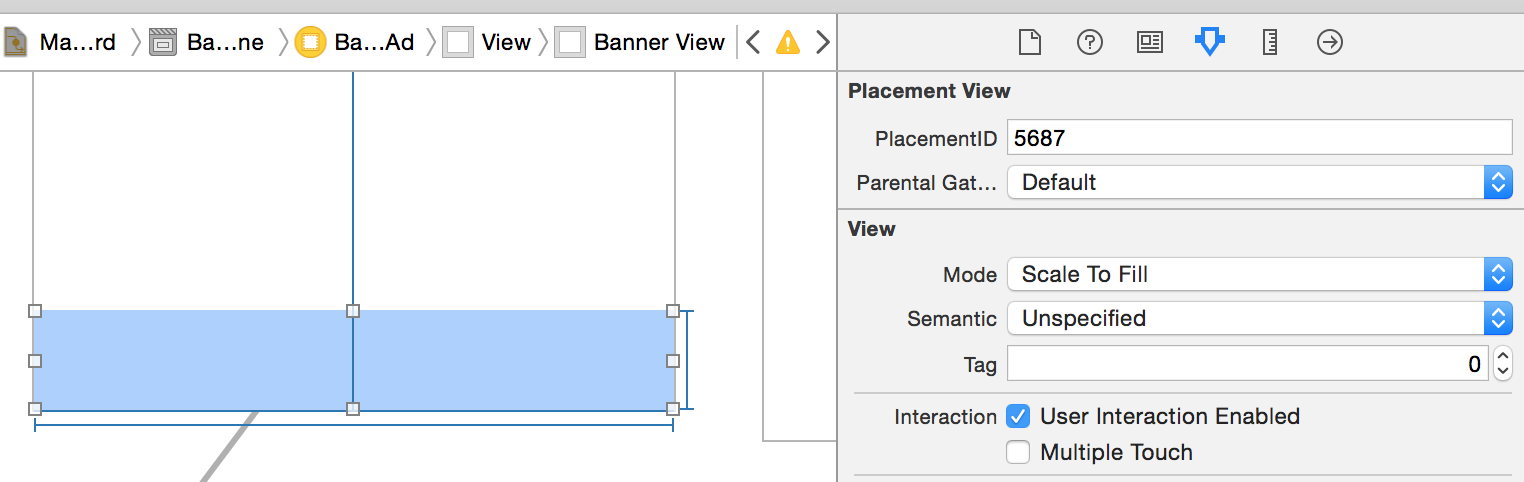 Ma...rd Ba...ne Ba...Ad View Banner View
Placement View
PlacementID 5687
Parental Gat... Default
View
Mode Scale To Fill
Semantic Unspecified
Tag 0
Interaction User Interaction Enabled
Multiple Touch